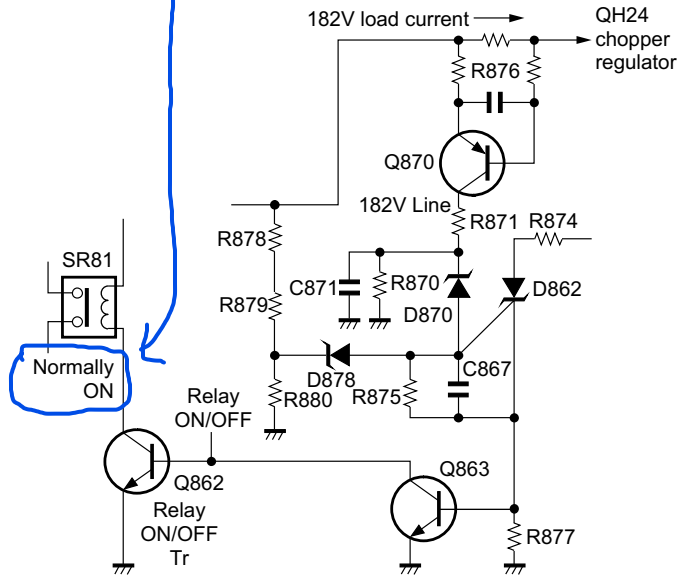 182V load current
QH24
chopper
regulator
R876
Q870
182V Line
R871
R874
R878
SR81
C871
R870
D870
D862
R879
Normally
ON
D878
C867
Relay
ON/OFF
R880
R875
Q863
Q862
Relay
ON/OFF
Tr
R877